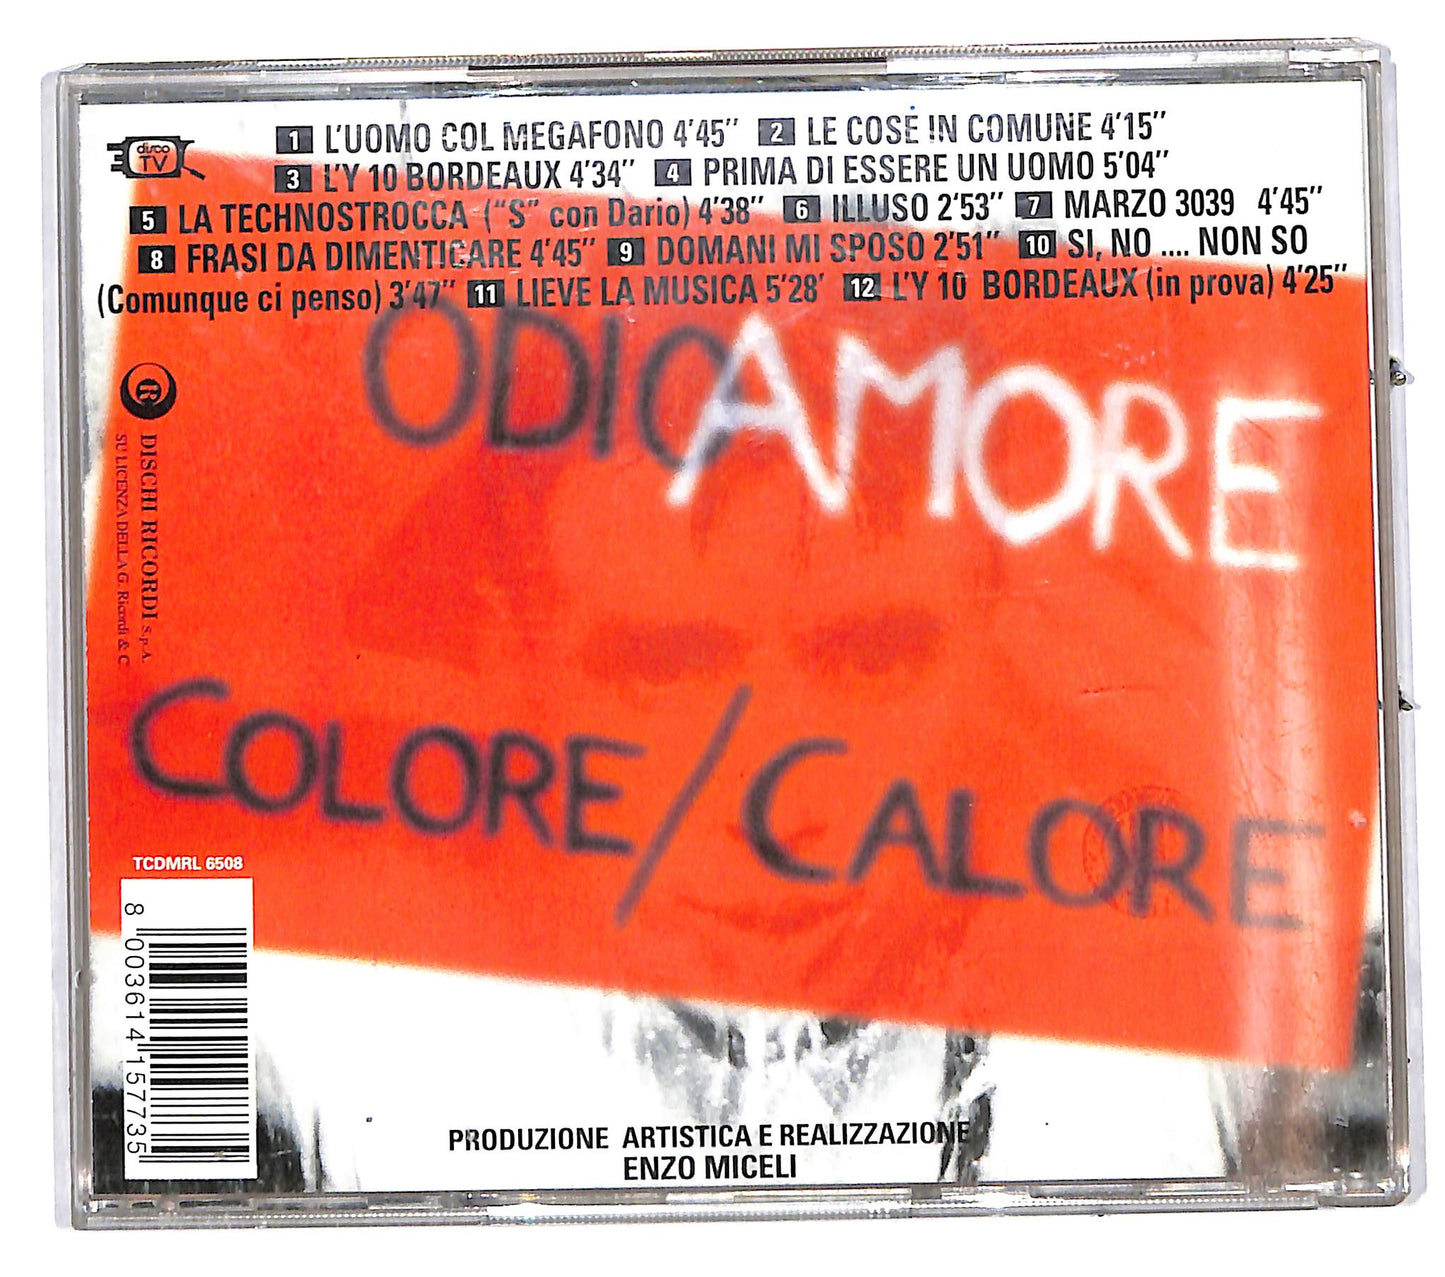 disco
TV
1 L'UOMO COL MEGAFONO 4'45" 2 LE COSE IN COMUNE 4'15"
3 L'Y 10 BORDEAUX 4'34" 4 PRIMA DI ESSERE UN UOMO 5'04"
5 LA TECHNOSTROCCA ("S" con Dario) 4'38" 6 ILLUSO 2'53" 7 MARZO 3039 4'45"
8 FRASI DA DIMENTICARE 4'45" 9 DOMANI MI SPOSO 2'51" 10 SI, NO .... NON SO
(Comunque ci penso) 3'47" 11 LIEVE LA MUSICA 5'28' 12 L'Y 10 BORDEAUX (in prova) 4'25"
ODIO AMORE
R
DISCHI RICORDI S.p.A.
SU LICENZA DELLA G. Ricordi & C
COLORE/CALORE
TCDMRL 6508
8 003614 157735
PRODUZIONE ARTISTICA E REALIZZAZIONE
ENZO MICELI